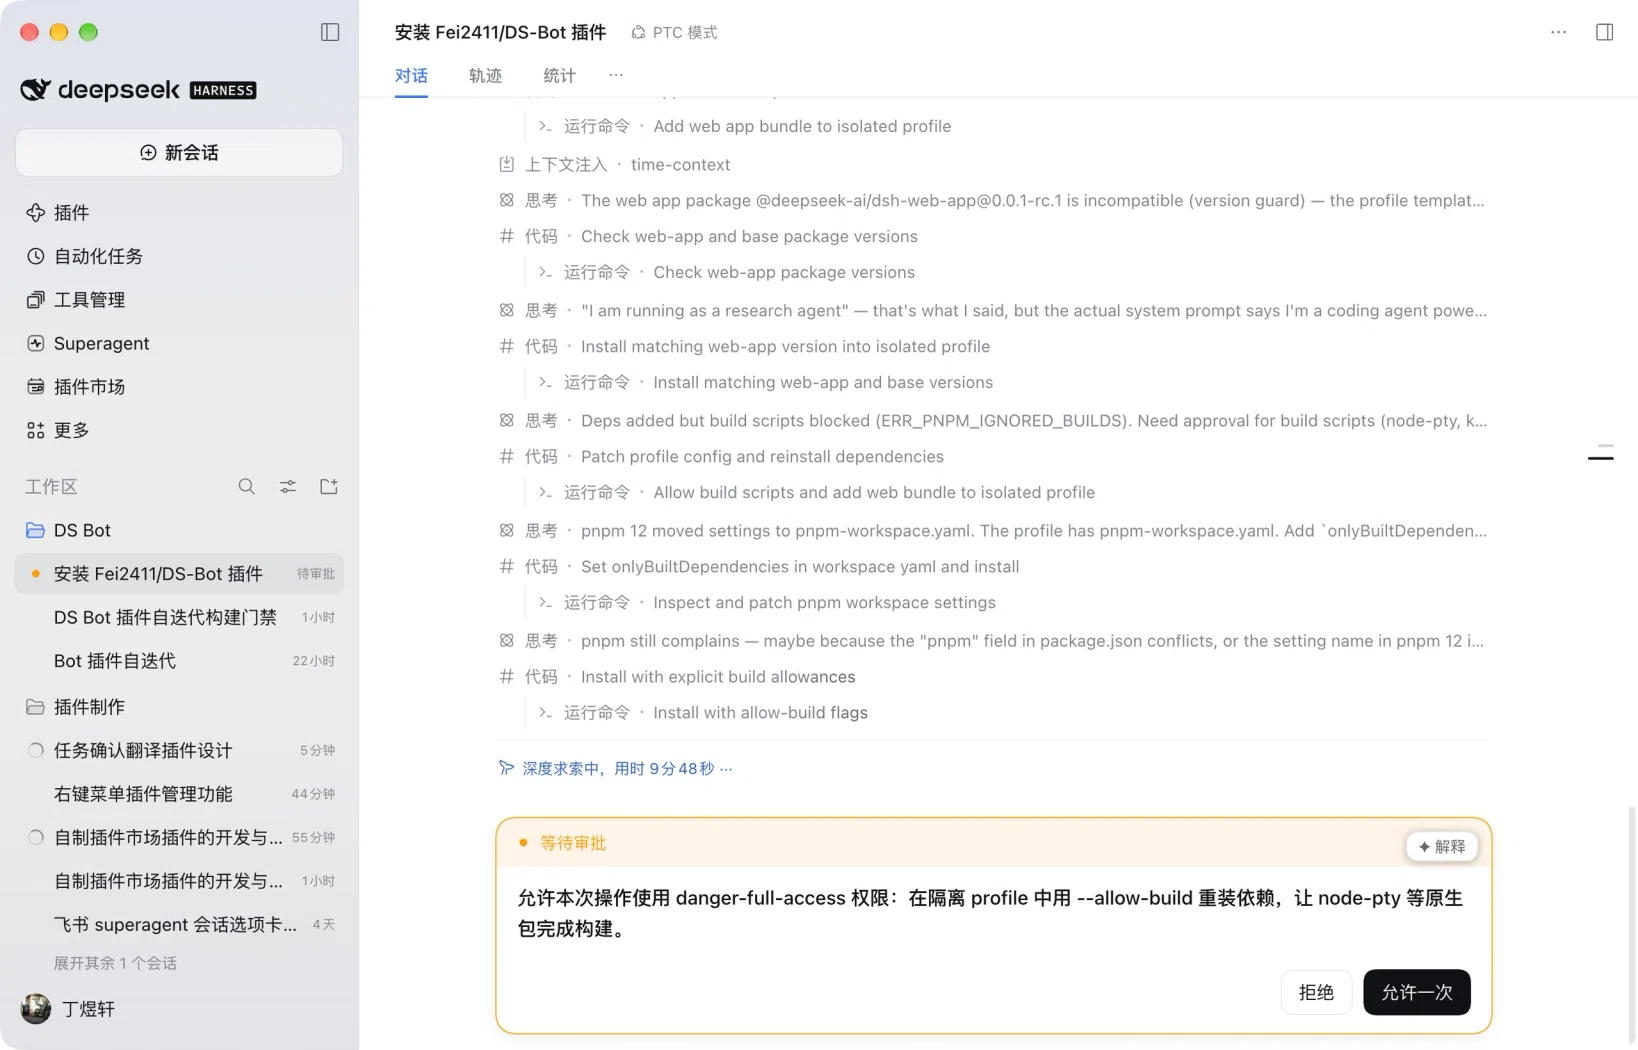 deepseek HARNESS
新会话
插件
自动化任务
工具管理
Superagent
插件市场
更多
工作区
DS Bot
安装 Fei2411/DS-Bot 插件 待审批
DS Bot 插件自迭代构建门禁 1小时
Bot 插件自迭代 22小时
插件制作
任务确认翻译插件设计 5分钟
右键菜单插件管理功能 44分钟
自制插件市场插件的开发与... 55分钟
自制插件市场插件的开发与... 1小时
飞书 superagent 会话选项卡... 4天
展开其余 1 个会话
丁煜轩
安装 Fei2411/DS-Bot 插件 PTC 模式
对话 轨迹 统计 ···
运行命令 · Add web app bundle to isolated profile
上下文注入 · time-context
思考 · The web app package @deepseek-ai/dsh-web-app@0.0.1-rc.1 is incompatible (version guard) — the profile templat...
代码 · Check web-app and base package versions
运行命令 · Check web-app package versions
思考 · "I am running as a research agent" — that's what I said, but the actual system prompt says I'm a coding agent powe...
代码 · Install matching web-app version into isolated profile
运行命令 · Install matching web-app and base versions
思考 · Deps added but build scripts blocked (ERR_PNPM_IGNORED_BUILDS). Need approval for build scripts (node-pty, k...
代码 · Patch profile config and reinstall dependencies
运行命令 · Allow build scripts and add web bundle to isolated profile
思考 · pnpm 12 moved settings to pnpm-workspace.yaml. The profile has pnpm-workspace.yaml. Add `onlyBuiltDependen...
代码 · Set onlyBuiltDependencies in workspace yaml and install
运行命令 · Inspect and patch pnpm workspace settings
思考 · pnpm still complains — maybe because the "pnpm" field in package.json conflicts, or the setting name in pnpm 12 i...
代码 · Install with explicit build allowances
运行命令 · Install with allow-build flags
深度求索中，用时 9分48秒 ···
等待审批
解释
允许本次操作使用 danger-full-access 权限：在隔离 profile 中用 --allow-build 重装依赖，让 node-pty 等原生
包完成构建。
拒绝
允许一次